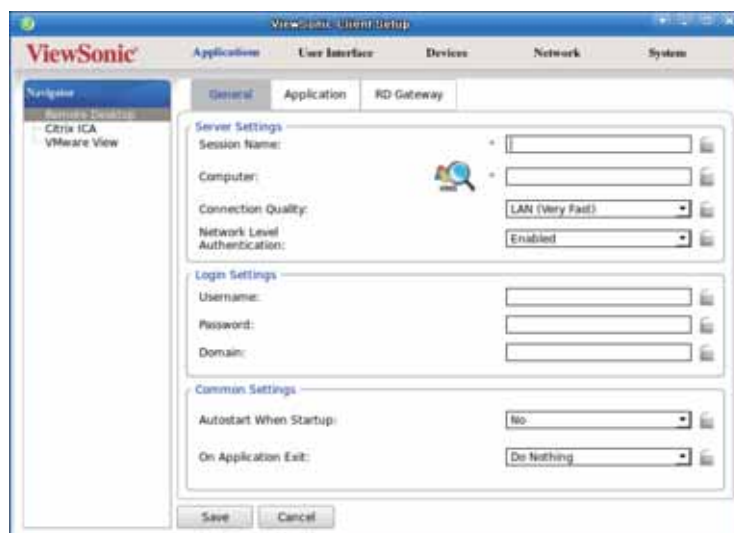 ViewSonic Client Setup
ViewSonic
Applications
User Interface
Devices
Network
System
Navigator
Remote Desktop
Citrix ICA
VMware View
General
Application
RD Gateway
Server Settings
Session Name:
*
Computer:
*
Connection Quality:
LAN (Very Fast)
Network Level
Authentication:
Enabled
Login Settings
Username:
Password:
Domain:
Common Settings
Autostart When Startup:
No
On Application Exit:
Do Nothing
Save
Cancel